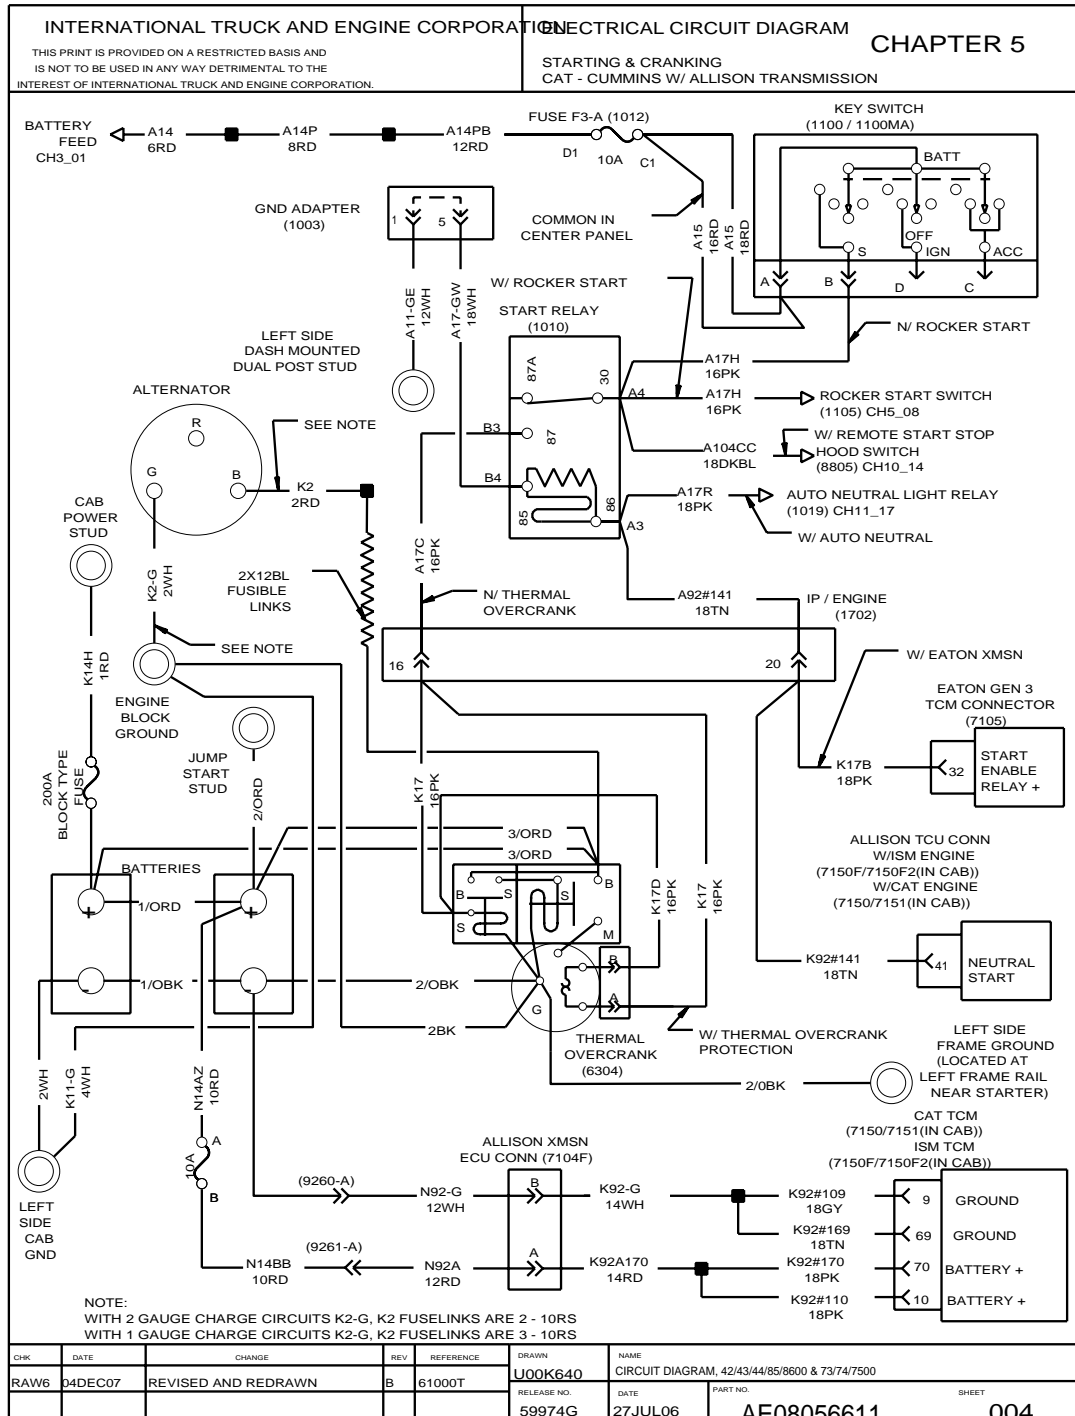 INTERNATIONAL TRUCK AND ENGINE CORPORATION
THIS PRINT IS PROVIDED ON A RESTRICTED BASIS AND
IS NOT TO BE USED IN ANY WAY DETRIMENTAL TO THE
INTEREST OF INTERNATIONAL TRUCK AND ENGINE CORPORATION.
ELECTRICAL CIRCUIT DIAGRAM
CHAPTER 5
STARTING & CRANKING
CAT - CUMMINS W/ ALLISON TRANSMISSION
BATTERY
FEED
CH3_01
A14
6RD
A14P
8RD
A14PB
12RD
FUSE F3-A (1012)
D1
10A
C1
KEY SWITCH
(1100 / 1100MA)
BATT
OFF
S
IGN
ACC
A
B
D
C
GND ADAPTER
(1003)
1
5
COMMON IN
CENTER PANEL
A15
16RD
A15
18RD
A11-GE
12WH
A17-GW
18WH
W/ ROCKER START
N/ ROCKER START
START RELAY
(1010)
87A
30
87
85
86
A4
B3
B4
A3
A17H
16PK
A17H
16PK
ROCKER START SWITCH
(1105) CH5_08
W/ REMOTE START STOP
A104CC
18DKBL
HOOD SWITCH
(8805) CH10_14
A17R
18PK
AUTO NEUTRAL LIGHT RELAY
(1019) CH11_17
W/ AUTO NEUTRAL
LEFT SIDE
DASH MOUNTED
DUAL POST STUD
ALTERNATOR
R
G
B
SEE NOTE
K2
2RD
CAB
POWER
STUD
K2-G
2WH
2X12BL
FUSIBLE
LINKS
A17C
16PK
N/ THERMAL
OVERCRANK
A92#141
18TN
IP / ENGINE
(1702)
16
20
SEE NOTE
K14H
1RD
ENGINE
BLOCK
GROUND
JUMP
START
STUD
200A
BLOCK TYPE
FUSE
2/ORD
K17
16PK
W/ EATON XMSN
EATON GEN 3
TCM CONNECTOR
(7105)
K17B
18PK
32
START
ENABLE
RELAY +
3/ORD
3/ORD
BATTERIES
1/ORD
+
+
B
S
S
S
B
M
K17D
16PK
K17
16PK
ALLISON TCU CONN
W/ISM ENGINE
(7150F/7150F2(IN CAB))
W/CAT ENGINE
(7150/7151(IN CAB))
K92#141
18TN
41
NEUTRAL
START
-
-
1/OBK
2/OBK
2BK
G
B
A
THERMAL
OVERCRANK
(6304)
W/ THERMAL OVERCRANK
PROTECTION
LEFT SIDE
FRAME GROUND
(LOCATED AT
LEFT FRAME RAIL
NEAR STARTER)
2/0BK
2WH
K11-G
4WH
N14AZ
10RD
A
10A
B
LEFT
SIDE
CAB
GND
(9260-A)
(9261-A)
ALLISON XMSN
ECU CONN (7104F)
N92-G
12WH
B
K92-G
14WH
N14BB
10RD
N92A
12RD
A
K92A170
14RD
CAT TCM
(7150/7151(IN CAB))
ISM TCM
(7150F/7150F2(IN CAB))
K92#109
18GY
9
GROUND
K92#169
18TN
69
GROUND
K92#170
18PK
70
BATTERY +
K92#110
18PK
10
BATTERY +
NOTE:
WITH 2 GAUGE CHARGE CIRCUITS K2-G, K2 FUSELINKS ARE 2 - 10RS
WITH 1 GAUGE CHARGE CIRCUITS K2-G, K2 FUSELINKS ARE 3 - 10RS
CHK DATE CHANGE REV REFERENCE
RAW6 04DEC07 REVISED AND REDRAWN B 61000T
DRAWN
U00K640
NAME
CIRCUIT DIAGRAM, 42/43/44/85/8600 & 73/74/7500
RELEASE NO.
59974G
DATE
27JUL06
PART NO.
AE08056611
SHEET
004